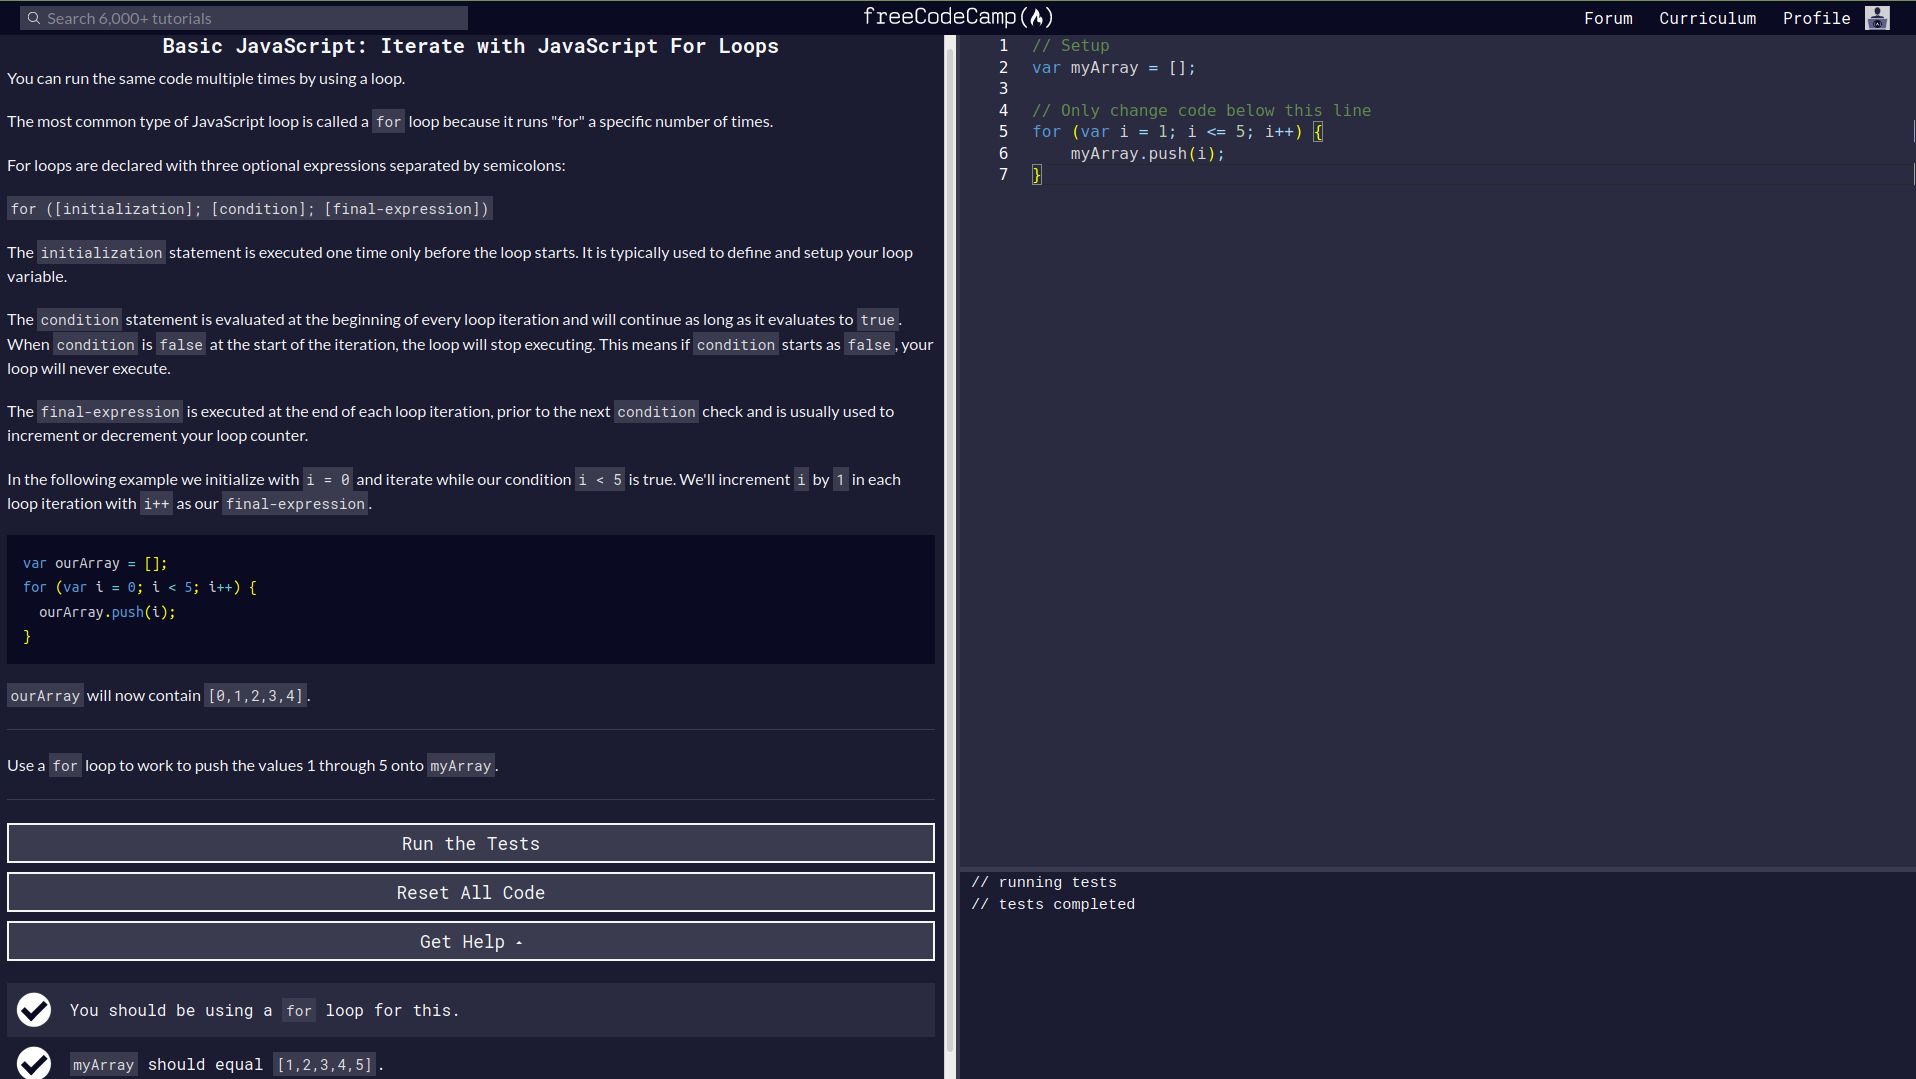 Search 6,000+ tutorials
freeCodeCamp
Forum Curriculum Profile
Basic JavaScript: Iterate with JavaScript For Loops
You can run the same code multiple times by using a loop.
The most common type of JavaScript loop is called a for loop because it runs "for" a specific number of times.
For loops are declared with three optional expressions separated by semicolons:
for ([initialization]; [condition]; [final-expression])
The initialization statement is executed one time only before the loop starts. It is typically used to define and setup your loop
variable.
The condition statement is evaluated at the beginning of every loop iteration and will continue as long as it evaluates to true.
When condition is false at the start of the iteration, the loop will stop executing. This means if condition starts as false, your
loop will never execute.
The final-expression is executed at the end of each loop iteration, prior to the next condition check and is usually used to
increment or decrement your loop counter.
In the following example we initialize with i = 0 and iterate while our condition i < 5 is true. We'll increment i by 1 in each
loop iteration with i++ as our final-expression.
var ourArray = [];
for (var i = 0; i < 5; i++) {
  ourArray.push(i);
}
ourArray will now contain [0,1,2,3,4].
Use a for loop to work to push the values 1 through 5 onto myArray.
Run the Tests
Reset All Code
Get Help
You should be using a for loop for this.
myArray should equal [1,2,3,4,5].
1 // Setup
2 var myArray = [];
3
4 // Only change code below this line
5 for (var i = 1; i <= 5; i++) {
6     myArray.push(i);
7 }
// running tests
// tests completed